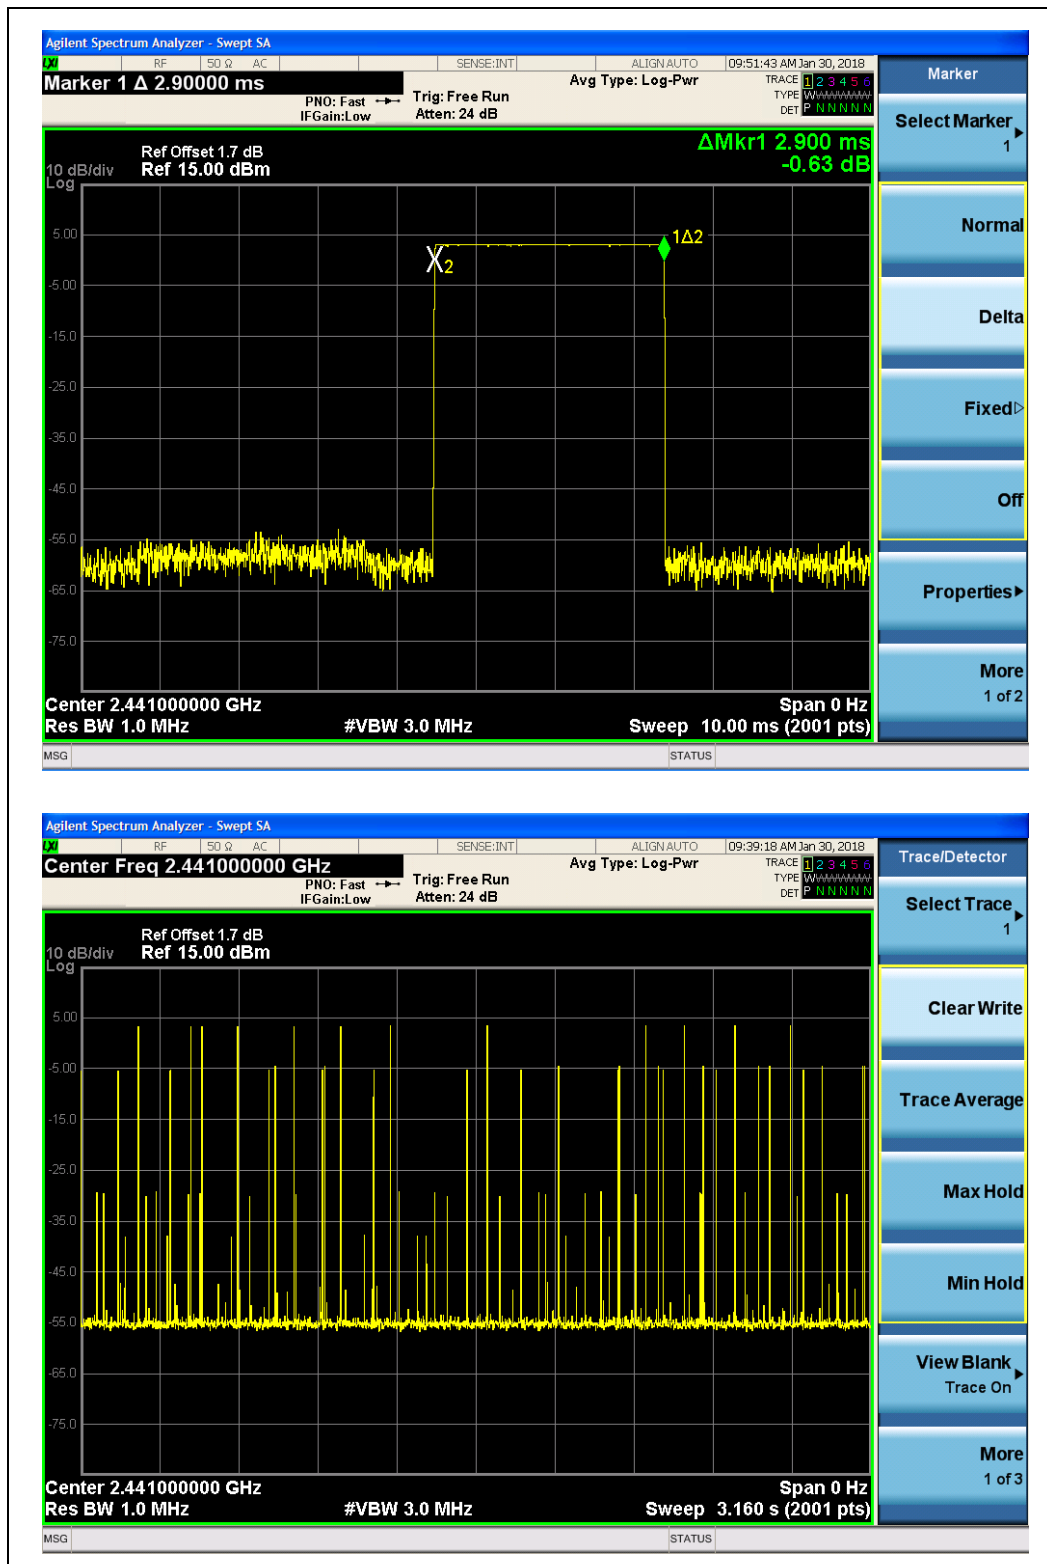 Agilent Spectrum Analyzer - Swept SA
LXI RF 50 Ω AC SENSE:INT ALIGN AUTO 09:51:43 AM Jan 30, 2018
Marker 1 Δ 2.90000 ms
PNO: Fast
IFGain:Low
Trig: Free Run
Atten: 24 dB
Avg Type: Log-Pwr
TRACE 1 2 3 4 5 6
TYPE W
DET P N N N N N
ΔMkr1 2.900 ms
-0.63 dB
Ref Offset 1.7 dB
10 dB/div Ref 15.00 dBm
Log
5.00
-5.00
-15.0
-25.0
-35.0
-45.0
-55.0
-65.0
-75.0
X2
1Δ2
Center 2.441000000 GHz Span 0 Hz
Res BW 1.0 MHz #VBW 3.0 MHz Sweep 10.00 ms (2001 pts)
MSG STATUS
Marker
Select Marker
1
Normal
Delta
Fixed
Off
Properties
More
1 of 2
Agilent Spectrum Analyzer - Swept SA
LXI RF 50 Ω AC SENSE:INT ALIGN AUTO 09:39:18 AM Jan 30, 2018
Center Freq 2.441000000 GHz
PNO: Fast
IFGain:Low
Trig: Free Run
Atten: 24 dB
Avg Type: Log-Pwr
TRACE 1 2 3 4 5 6
TYPE W
DET P N N N N N
Ref Offset 1.7 dB
10 dB/div Ref 15.00 dBm
Log
5.00
-5.00
-15.0
-25.0
-35.0
-45.0
-55.0
-65.0
-75.0
Center 2.441000000 GHz Span 0 Hz
Res BW 1.0 MHz #VBW 3.0 MHz Sweep 3.160 s (2001 pts)
MSG STATUS
Trace/Detector
Select Trace
1
Clear Write
Trace Average
Max Hold
Min Hold
View Blank
Trace On
More
1 of 3